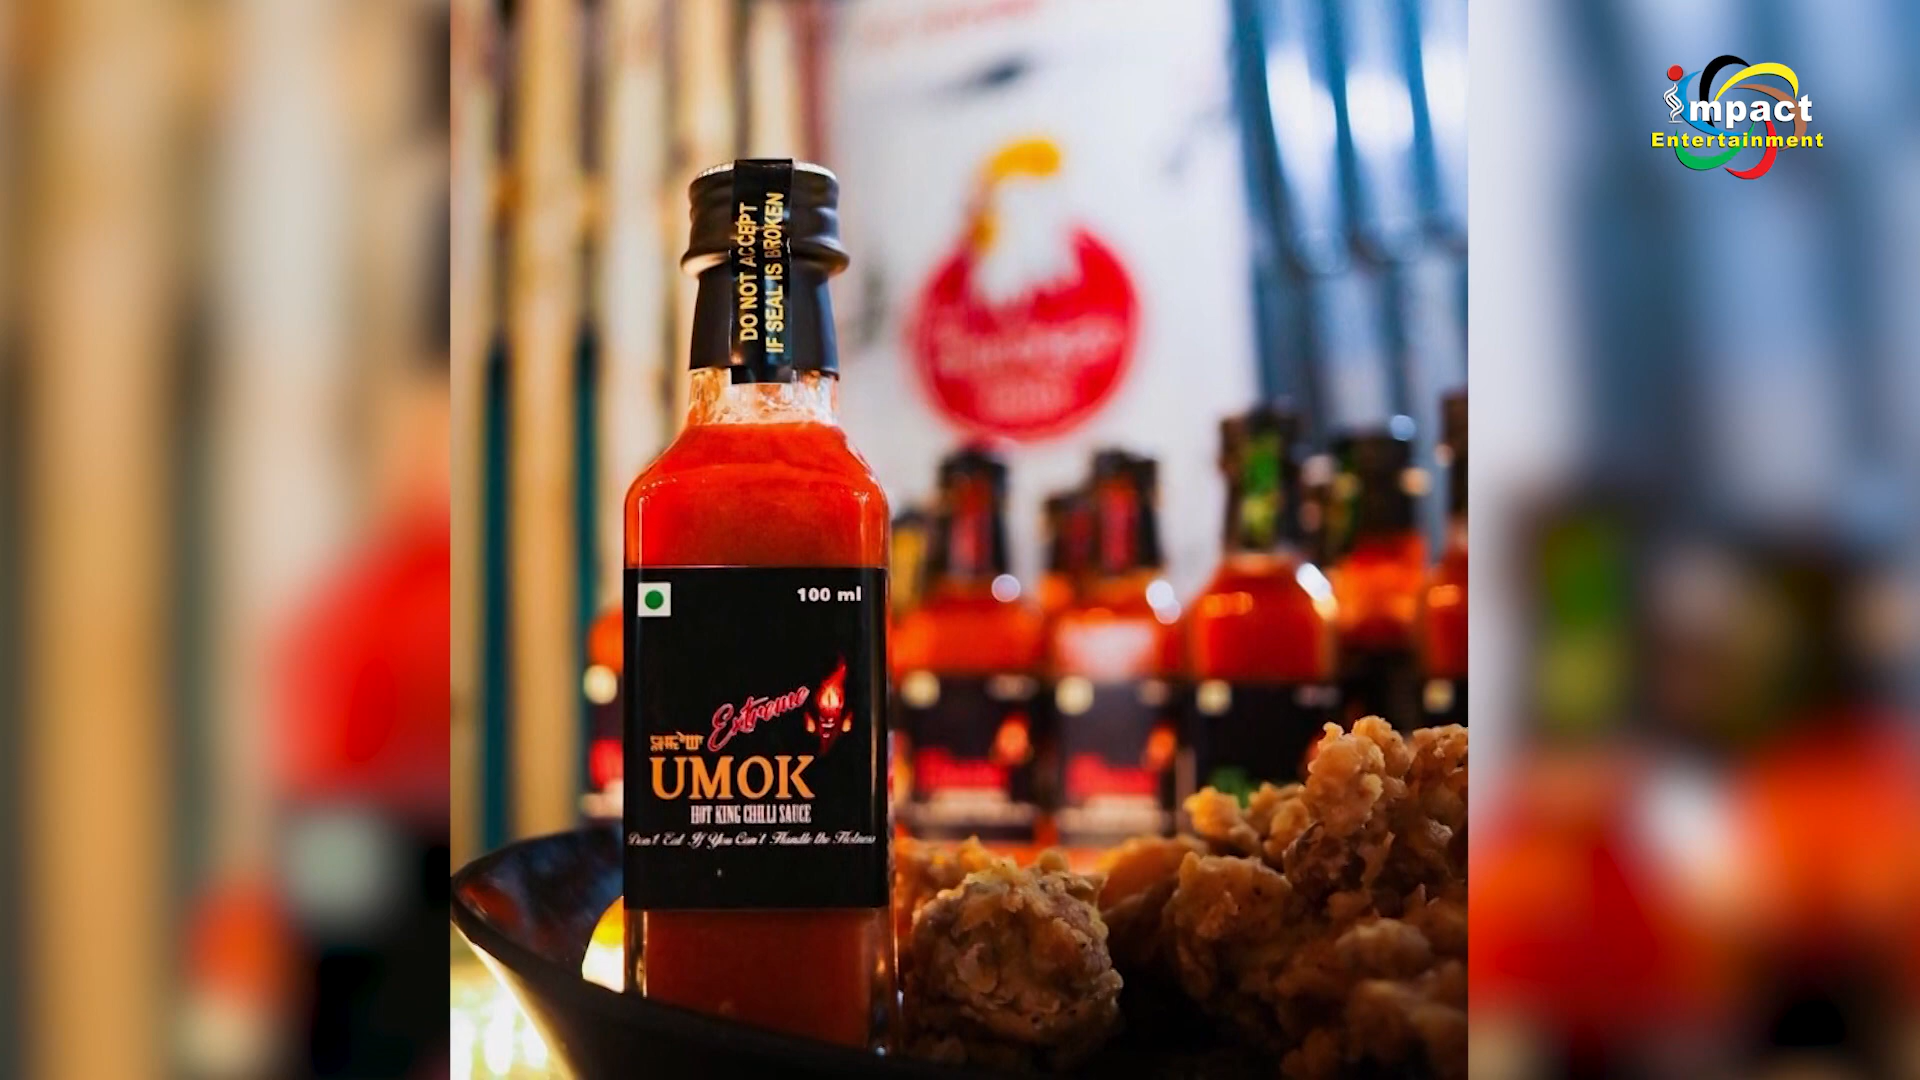 impact
Entertainment
DO NOT ACCEPT
IF SEAL IS BROKEN
100 ml
Extreme
UMOK
HOT KING CHILLI SAUCE
Don't Eat If You Can't Handle the Hotness